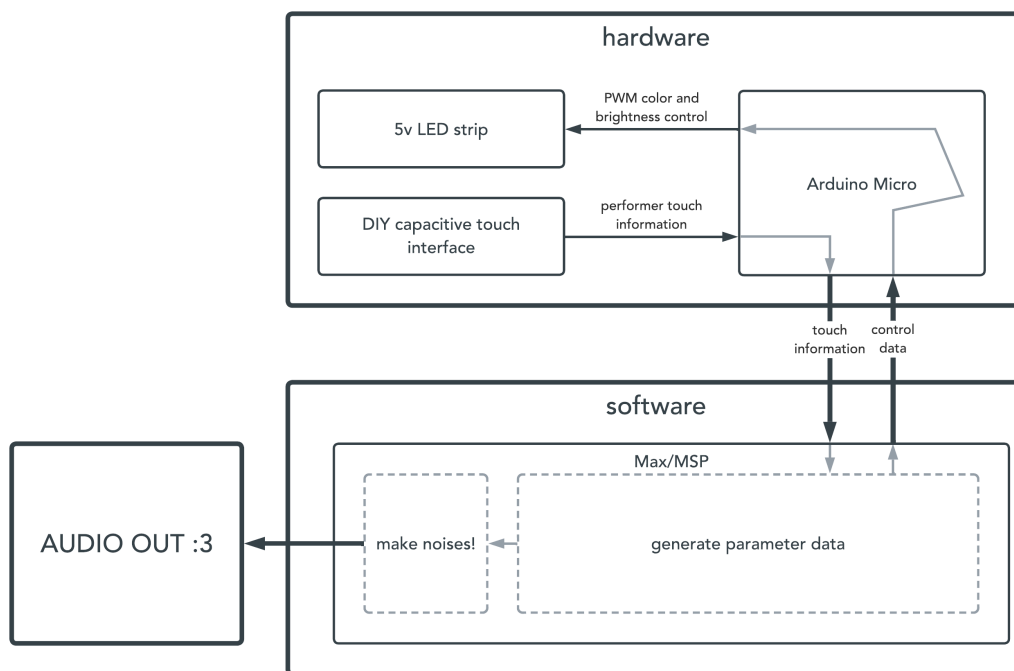 hardware
PWM color and
brightness control
5v LED strip
Arduino Micro
performer touch
information
DIY capacitive touch
interface
touch
information
control
data
software
Max/MSP
AUDIO OUT :3
make noises!
generate parameter data